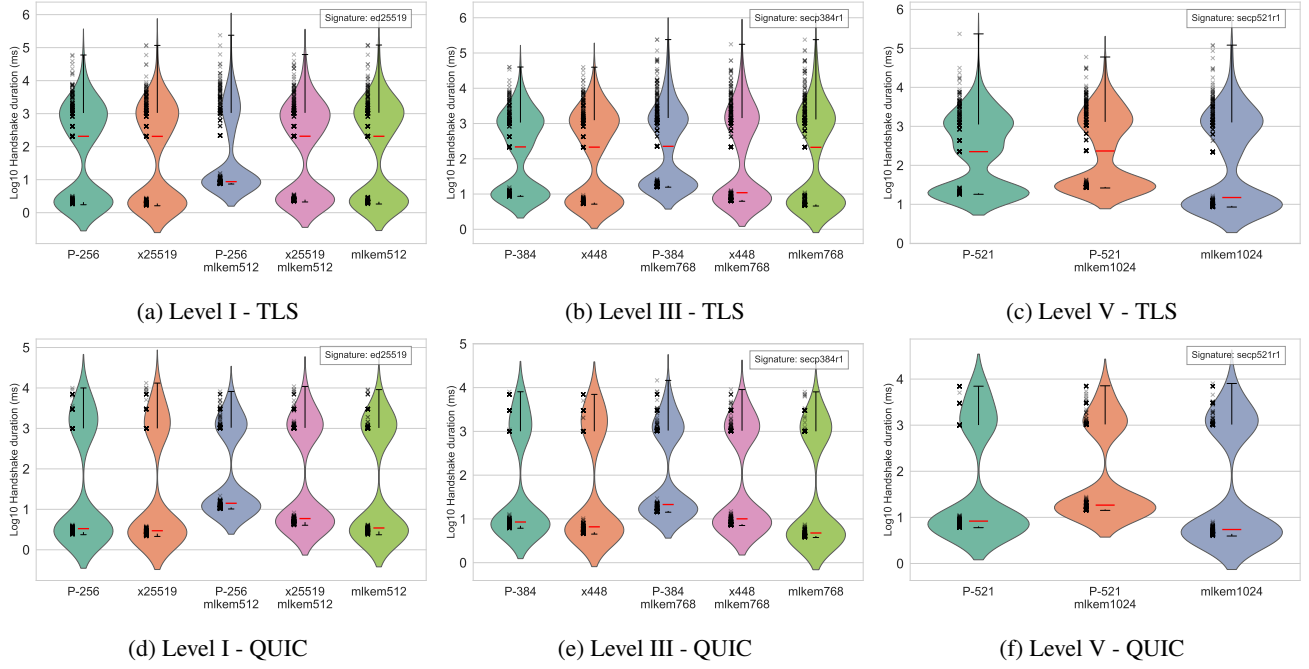 Signature: ed25519
Log10 Handshake duration (ms)
5
4
3
2
1
0
P-256
x25519
P-256
mlkem512
x25519
mlkem512
mlkem512
(a) Level I - TLS
Signature: secp384r1
Log10 Handshake duration (ms)
6
5
4
3
2
1
0
P-384
x448
P-384
mlkem768
x448
mlkem768
mlkem768
(b) Level III - TLS
Signature: secp521r1
Log10 Handshake duration (ms)
6
5
4
3
2
1
0
P-521
P-521
mlkem1024
mlkem1024
(c) Level V - TLS
Signature: ed25519
Log10 Handshake duration (ms)
5
4
3
2
1
0
P-256
x25519
P-256
mlkem512
x25519
mlkem512
mlkem512
(d) Level I - QUIC
Signature: secp384r1
Log10 Handshake duration (ms)
5
4
3
2
1
0
P-384
x448
P-384
mlkem768
x448
mlkem768
mlkem768
(e) Level III - QUIC
Signature: secp521r1
Log10 Handshake duration (ms)
4
3
2
1
0
P-521
P-521
mlkem1024
mlkem1024
(f) Level V - QUIC